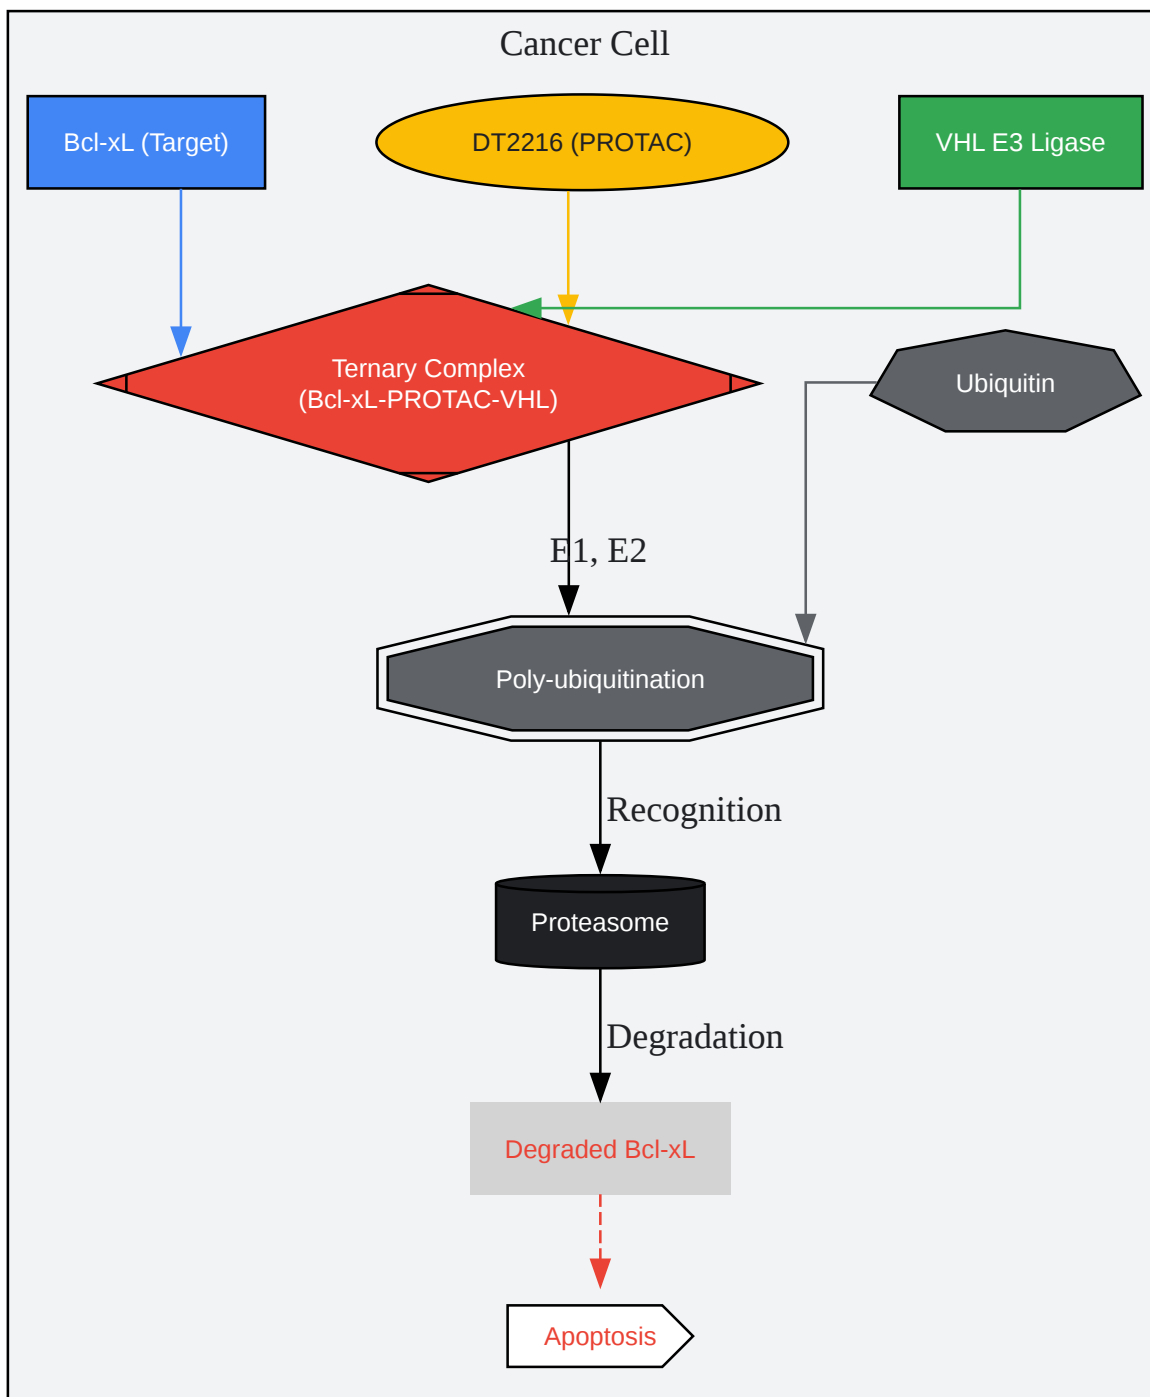 Cancer Cell
Bcl-xL (Target)
DT2216 (PROTAC)
VHL E3 Ligase
Ternary Complex
(Bcl-xL-PROTAC-VHL)
Ubiquitin
E1, E2
Poly-ubiquitination
Recognition
Proteasome
Degradation
Degraded Bcl-xL
Apoptosis